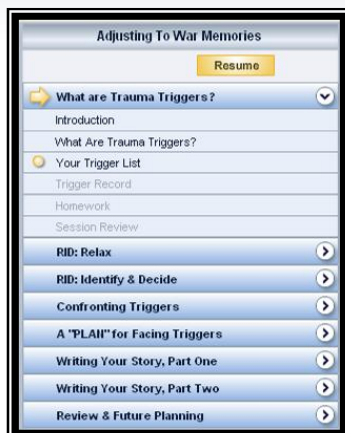 Adjusting To War Memories
Resume
What are Trauma Triggers?
Introduction
What Are Trauma Triggers?
Your Trigger List
Trigger Record
Homework
Session Review
RID: Relax
RID: Identify & Decide
Confronting Triggers
A "PLAN" for Facing Triggers
Writing Your Story, Part One
Writing Your Story, Part Two
Review & Future Planning